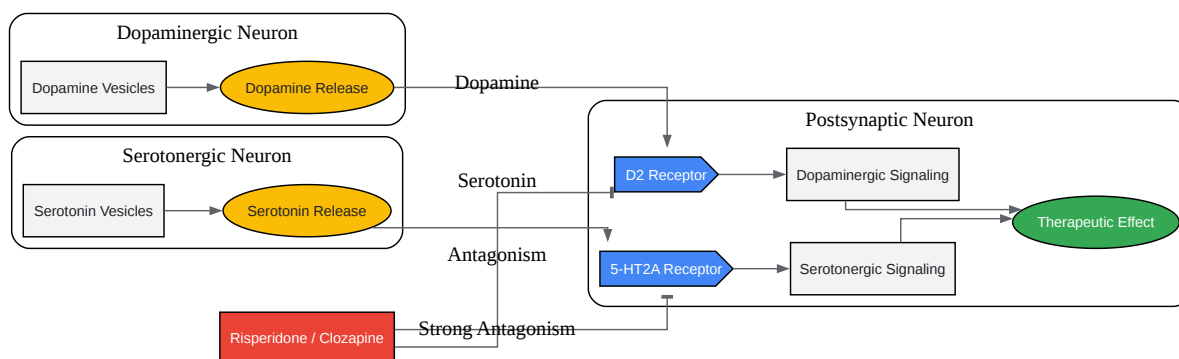 Dopaminergic Neuron
Dopamine Vesicles
Dopamine Release
Dopamine
Serotonergic Neuron
Serotonin Vesicles
Serotonin Release
Serotonin
Antagonism
Postsynaptic Neuron
D2 Receptor
Dopaminergic Signaling
Therapeutic Effect
5-HT2A Receptor
Serotonergic Signaling
Risperidone / Clozapine
Strong Antagonism